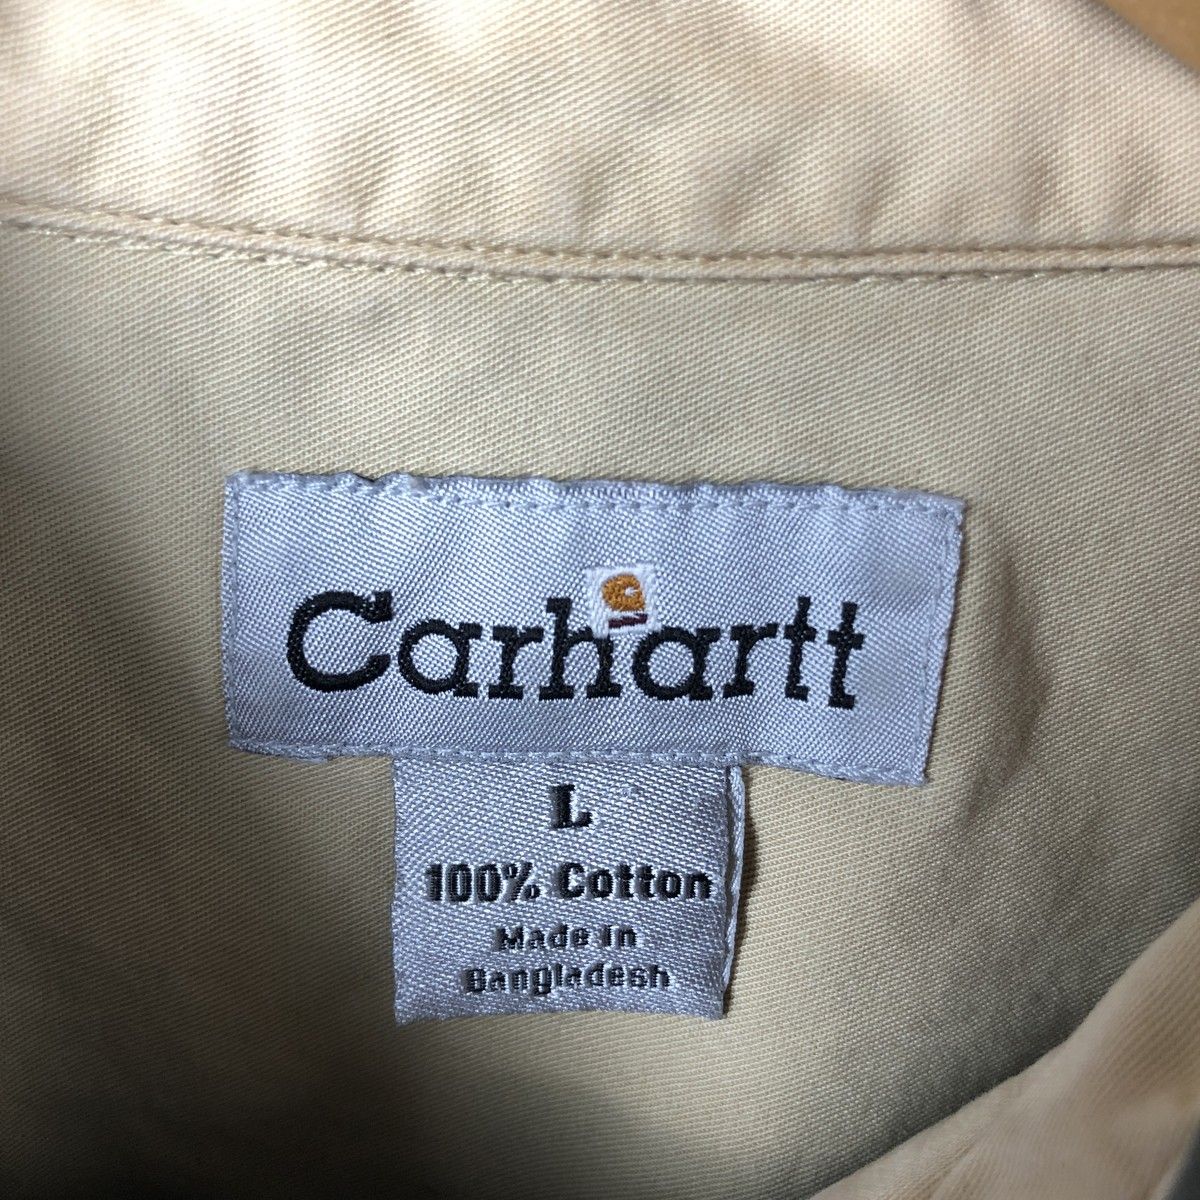 Carhartt
L
100% Cotton
Made in
Bangladesh